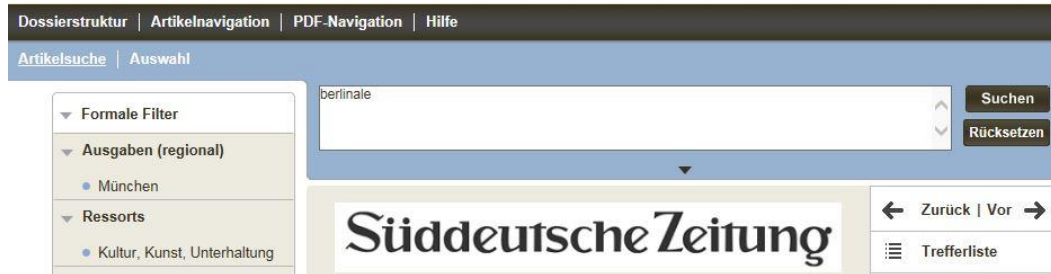 Dossierstruktur | Artikelnavigation | PDF-Navigation | Hilfe
Artikelsuche | Auswahl
berlinale
Suchen
Rücksetzen
Formale Filter
Ausgaben (regional)
München
Ressorts
Kultur, Kunst, Unterhaltung
Süddeutsche Zeitung
Zurück | Vor
Trefferliste